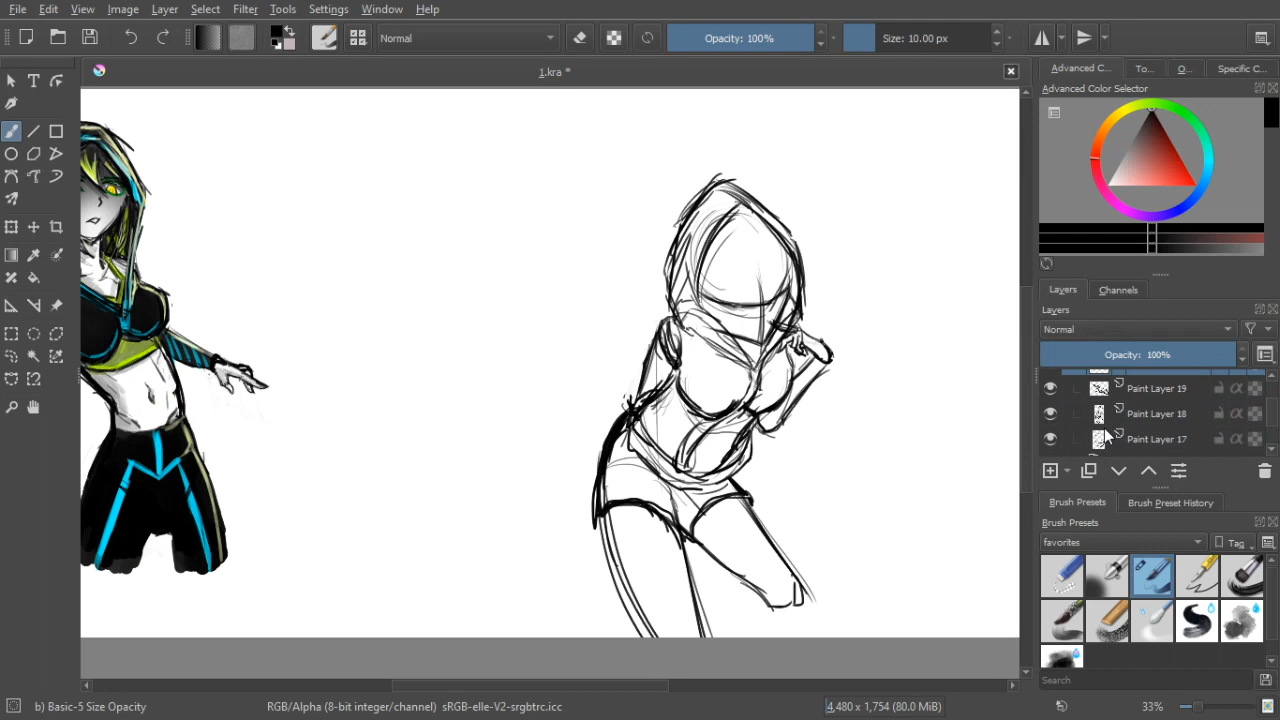 File Edit View Image Layer Select Filter Tools Settings Window Help
Normal Opacity: 100% Size: 10.00 px
1.kra *
Advanced C... To... O... Specific C...
Advanced Color Selector
Layers Channels
Layers
Normal
Opacity: 100%
Paint Layer 19
Paint Layer 18
Paint Layer 17
Brush Presets Brush Preset History
Brush Presets
favorites Tag
Search
b) Basic-5 Size Opacity RGB/Alpha (8-bit integer/channel) sRGB-elle-V2-srgbtrc.icc 4,480 x 1,754 (80.0 MiB) 33%